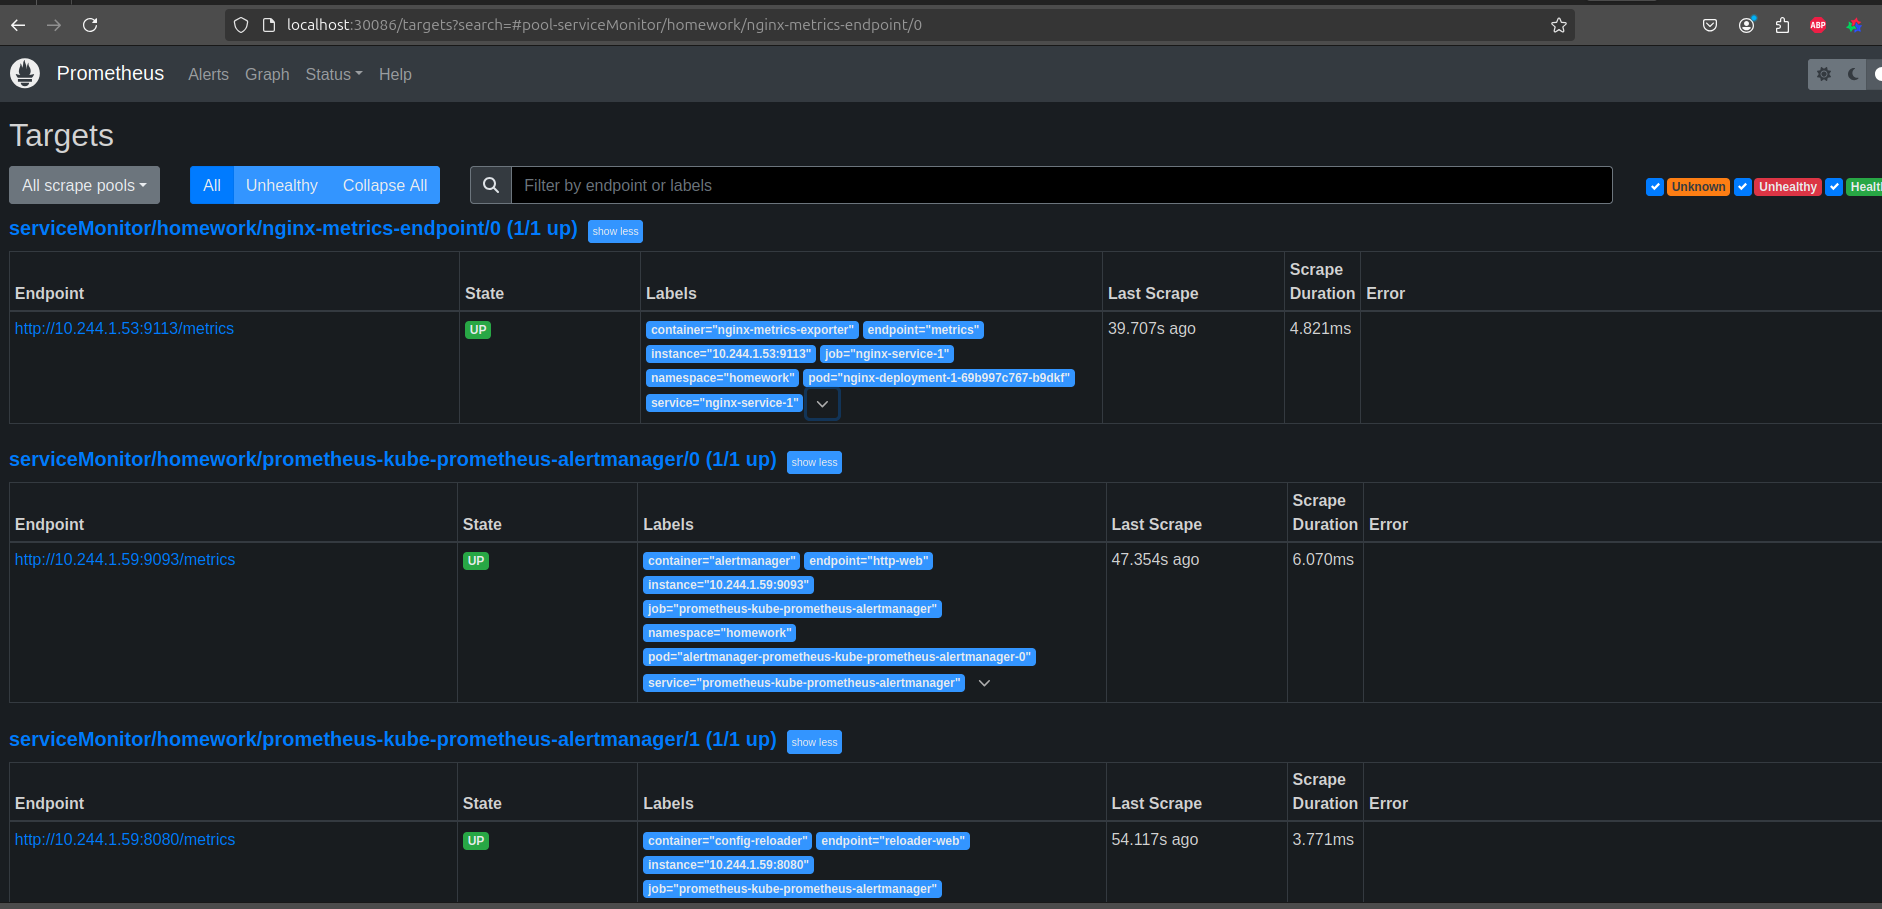 localhost:30086/targets?search=#pool-serviceMonitor/homework/nginx-metrics-endpoint/0
ABP
Prometheus Alerts Graph Status Help
Targets
All scrape pools All Unhealthy Collapse All Filter by endpoint or labels Unknown Unhealthy Healt
serviceMonitor/homework/nginx-metrics-endpoint/0 (1/1 up) show less
Endpoint State Labels Last Scrape Scrape Duration Error
http://10.244.1.53:9113/metrics UP container="nginx-metrics-exporter" endpoint="metrics" 39.707s ago 4.821ms
instance="10.244.1.53:9113" job="nginx-service-1"
namespace="homework" pod="nginx-deployment-1-69b997c767-b9dkf"
service="nginx-service-1"
serviceMonitor/homework/prometheus-kube-prometheus-alertmanager/0 (1/1 up) show less
Endpoint State Labels Last Scrape Scrape Duration Error
http://10.244.1.59:9093/metrics UP container="alertmanager" endpoint="http-web" 47.354s ago 6.070ms
instance="10.244.1.59:9093"
job="prometheus-kube-prometheus-alertmanager"
namespace="homework"
pod="alertmanager-prometheus-kube-prometheus-alertmanager-0"
service="prometheus-kube-prometheus-alertmanager"
serviceMonitor/homework/prometheus-kube-prometheus-alertmanager/1 (1/1 up) show less
Endpoint State Labels Last Scrape Scrape Duration Error
http://10.244.1.59:8080/metrics UP container="config-reloader" endpoint="reloader-web" 54.117s ago 3.771ms
instance="10.244.1.59:8080"
job="prometheus-kube-prometheus-alertmanager"